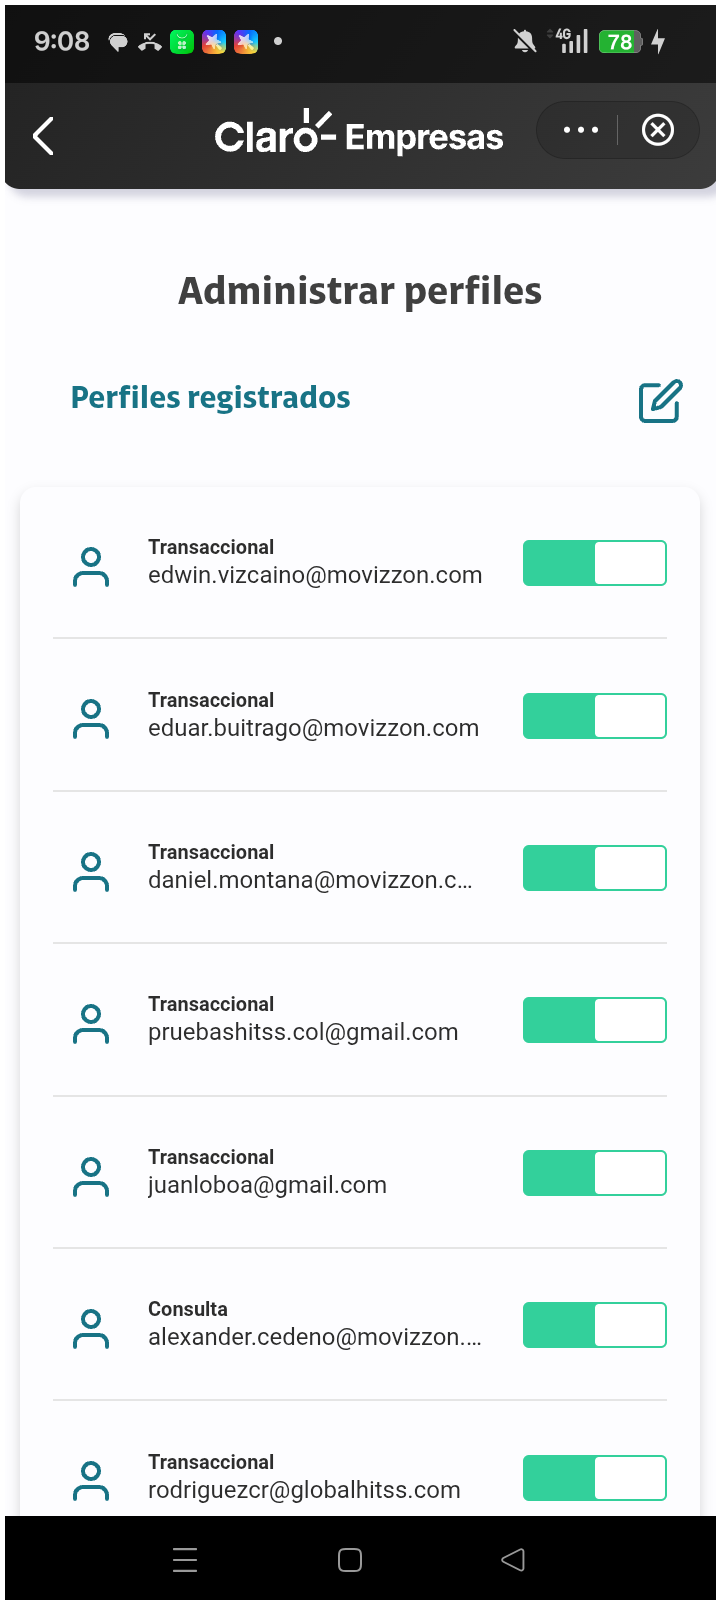 9:08
4G
78
Claro- Empresas
Administrar perfiles
Perfiles registrados
Transaccional
edwin.vizcaino@movizzon.com
Transaccional
eduar.buitrago@movizzon.com
Transaccional
daniel.montana@movizzon.c...
Transaccional
pruebashitss.col@gmail.com
Transaccional
juanloboa@gmail.com
Consulta
alexander.cedeno@movizzon....
Transaccional
rodriguezcr@globalhitss.com